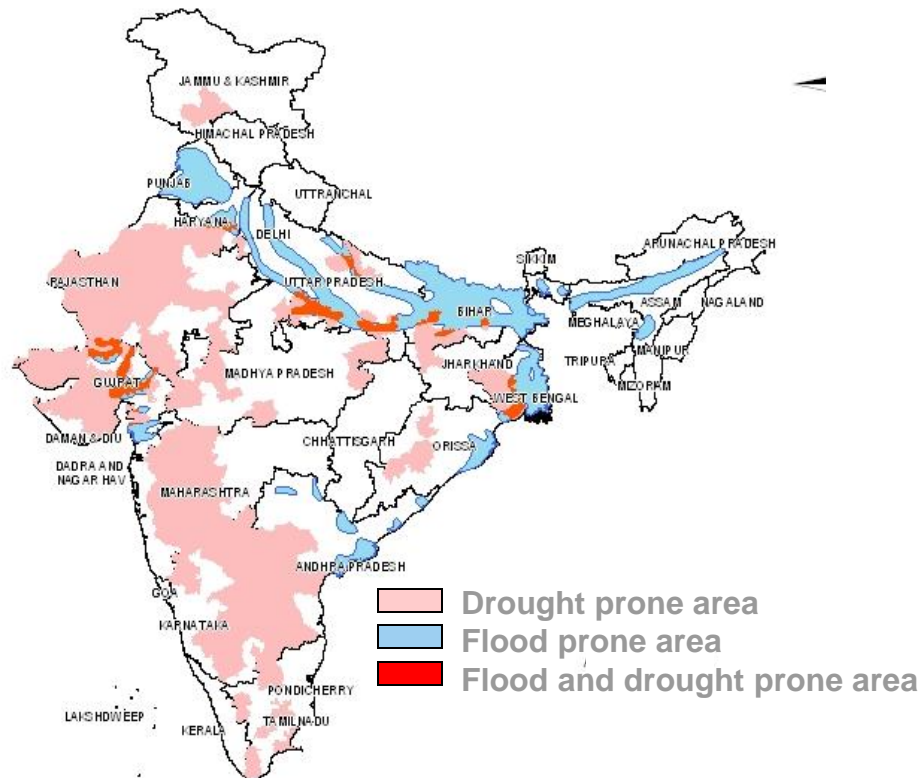 JAMMU & KASHMIR
HIMACHAL PRADESH
PUNJAB
UTTRANCHAL
HARYANA
DELHI
ARUNACHAL PRADESH
SIKKIM
RAJASTHAN
UTTAR PRADESH
ASSAM
NAGALAND
BIHAR
MEGHALAYA
MANIPUR
TRIPURA
JHARKHAND
MIZORAM
GUJRAT
MADHYA PRADESH
WEST BENGAL
DAMAN & DIU
CHHATTISGARH
ORISSA
DADRA AND
NAGAR HAV
MAHARASHTRA
ANDHRA PRADESH
GOA
KARNATAKA
Drought prone area
Flood prone area
Flood and drought prone area
PONDICHERRY
LAKSHDWEEP
KERALA
TAMILNADU